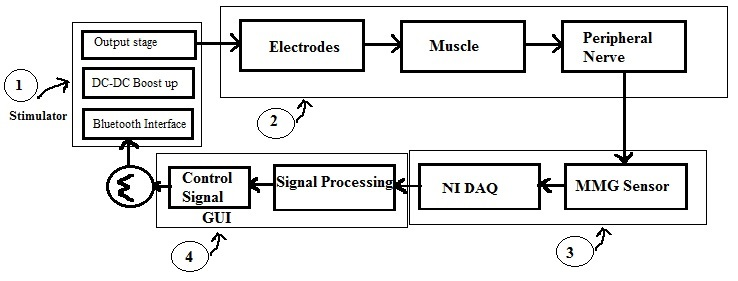 Output stage
DC-DC Boost up
Bluetooth Interface
1
Stimulator
Electrodes
Muscle
Peripheral
Nerve
2
Control
Signal
GUI
Signal Processing
NI DAQ
MMG Sensor
4
3